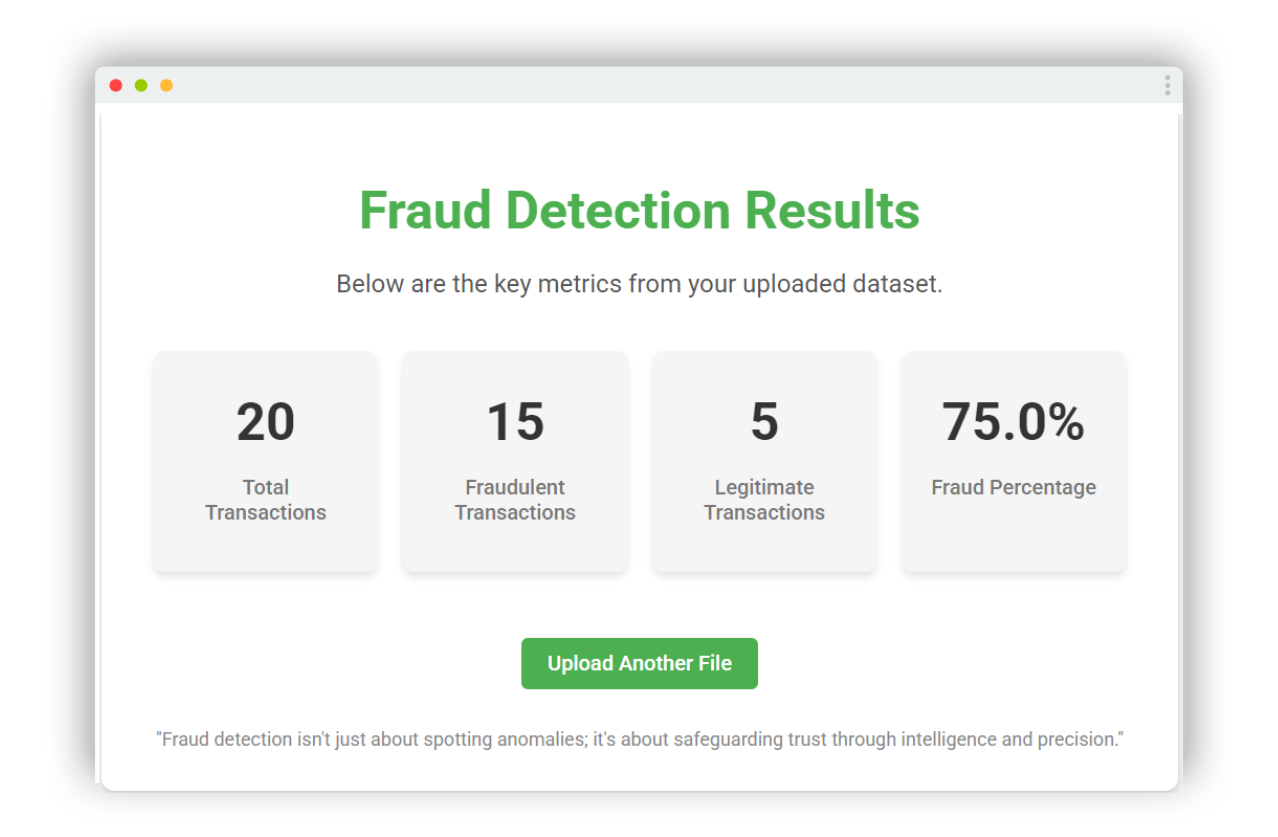 Fraud Detection Results
Below are the key metrics from your uploaded dataset.
20
Total
Transactions
15
Fraudulent
Transactions
5
Legitimate
Transactions
75.0%
Fraud Percentage
Upload Another File
"Fraud detection isn't just about spotting anomalies; it's about safeguarding trust through intelligence and precision."